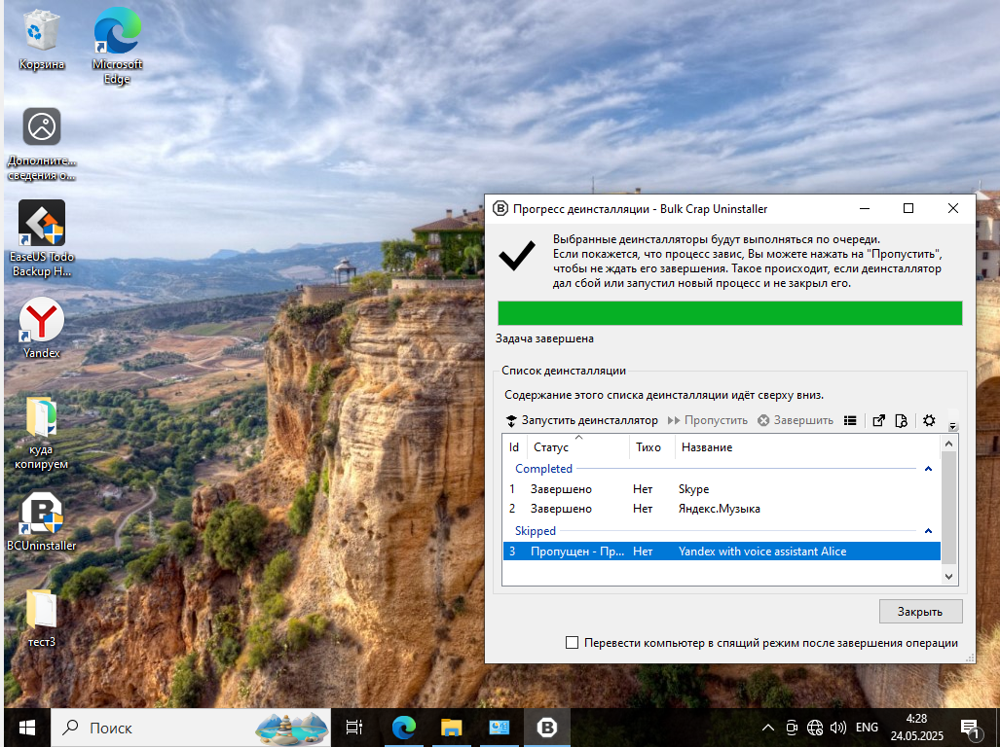 Корзина
Microsoft
Edge
Дополните...
сведения о...
EaseUS Todo
Backup H...
Yandex
куда
копируем
BCUninstaller
тест3
Прогресс деинсталляции - Bulk Crap Uninstaller
Выбранные деинсталляторы будут выполняться по очереди.
Если покажется, что процесс завис, Вы можете нажать на "Пропустить",
чтобы не ждать его завершения. Такое происходит, если деинсталлятор
дал сбой или запустил новый процесс и не закрыл его.
Задача завершена
Список деинсталляции
Содержание этого списка деинсталляции идёт сверху вниз.
Запустить деинсталлятор Пропустить Завершить
Id Статус Тихо Название
Completed
1 Завершено Нет Skype
2 Завершено Нет Яндекс.Музыка
Skipped
3 Пропущен - Пр... Нет Yandex with voice assistant Alice
Закрыть
Перевести компьютер в спящий режим после завершения операции
Поиск
ENG
4:28
24.05.2025
1